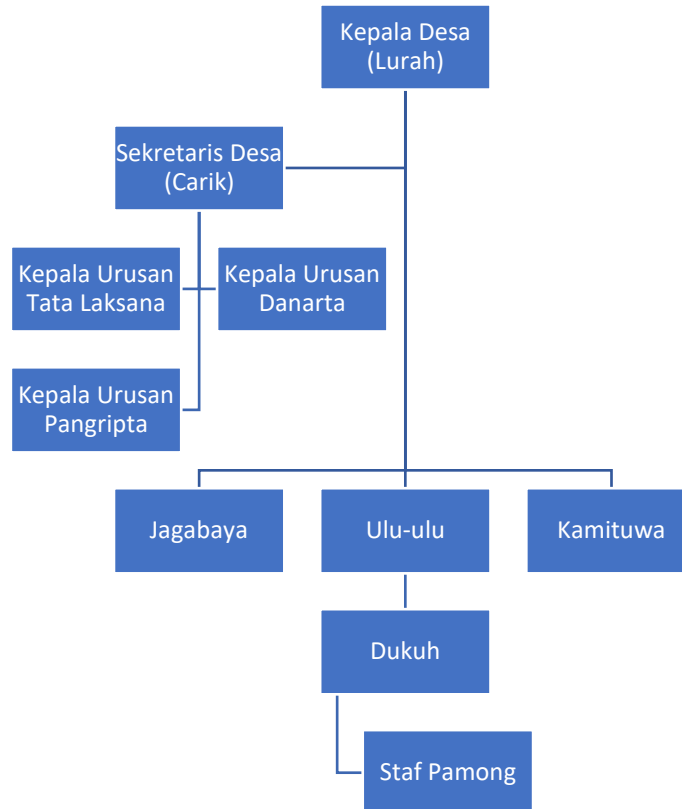 Kepala Desa
(Lurah)
Sekretaris Desa
(Carik)
Kepala Urusan
Tata Laksana
Kepala Urusan
Danarta
Kepala Urusan
Pangripta
Jagabaya
Ulu-ulu
Kamituwa
Dukuh
Staf Pamong